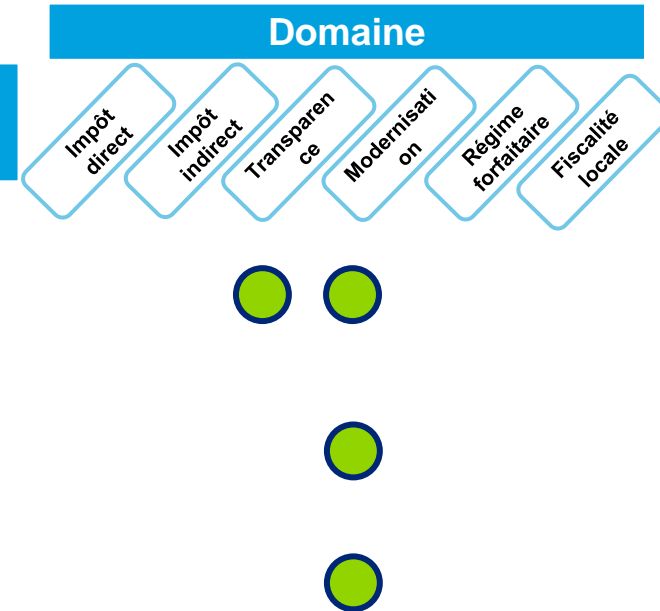 Domaine
Impôt
direct
Impôt
indirect
Transparen
ce
Modernisati
on
Régime
forfaitaire
Fiscalité
locale